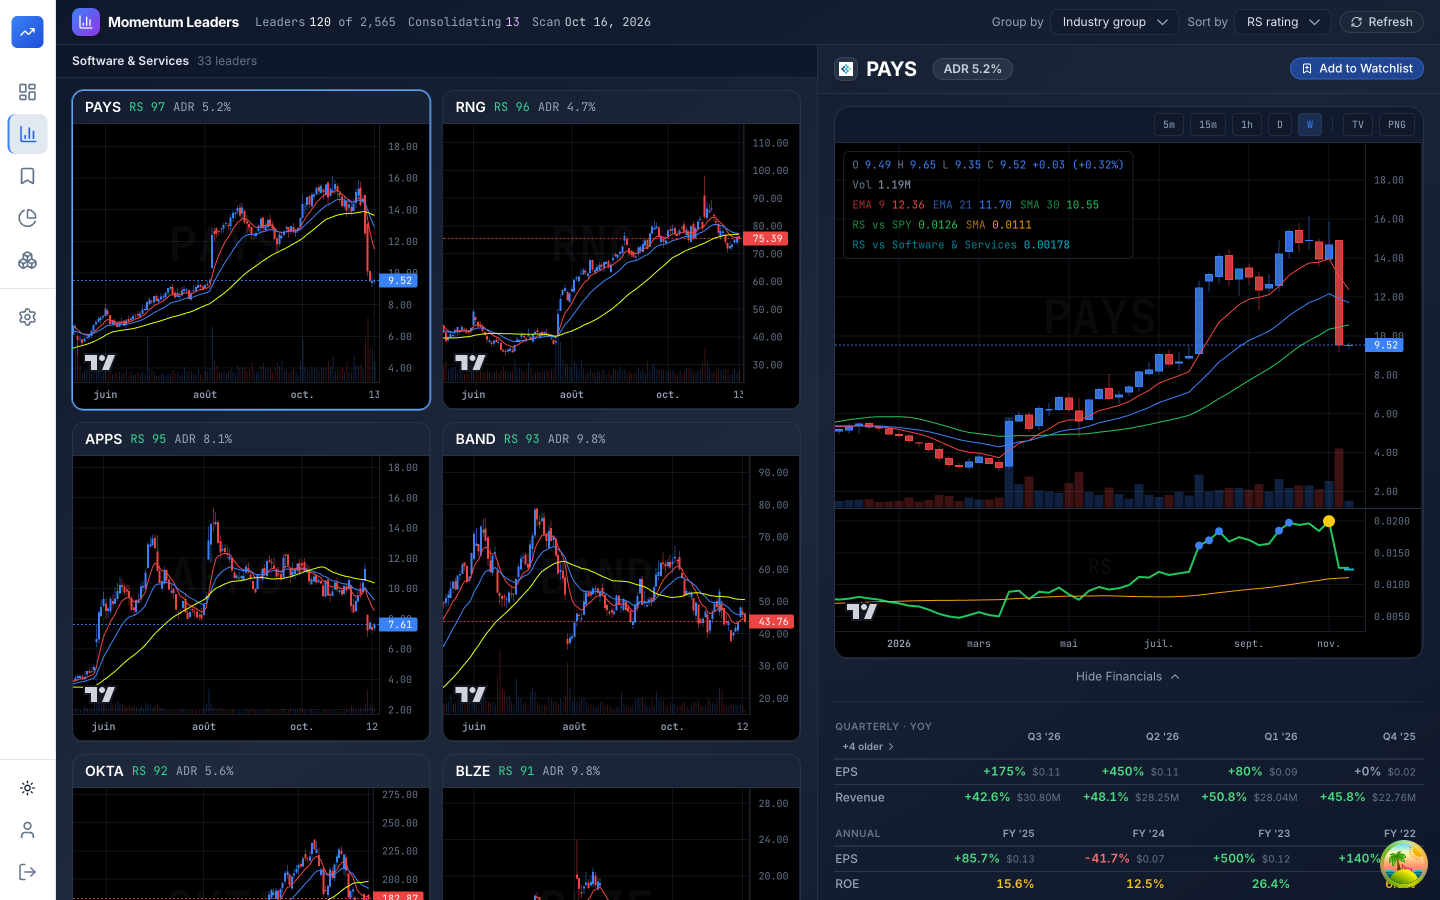 Momentum Leaders Leaders 120 of 2,565 Consolidating 13 Scan Oct 16, 2026 Group by Industry group Sort by RS rating Refresh
Software & Services 33 leaders
PAYS RS 97 ADR 5.2%
PAYS
18.00
16.00
14.00
12.00
10.00
9.52
8.00
6.00
4.00
juin août oct. 13
RNG RS 96 ADR 4.7%
RNG
110.00
100.00
90.00
80.00
75.39
70.00
60.00
50.00
40.00
30.00
juin août oct. 13
APPS RS 95 ADR 8.1%
18.00
16.00
14.00
12.00
10.00
7.61
6.00
4.00
2.00
juin août oct. 12
BAND RS 93 ADR 9.8%
BAND
90.00
80.00
70.00
60.00
50.00
43.76
40.00
30.00
20.00
juin août oct. 12
OKTA RS 92 ADR 5.6%
OKTA
275.00
250.00
225.00
200.00
182.87
BLZE RS 91 ADR 9.8%
BLZE
28.00
24.00
20.00
PAYS ADR 5.2% Add to Watchlist
5m 15m 1h D W TV PNG
O 9.49 H 9.65 L 9.35 C 9.52 +0.03 (+0.32%)
Vol 1.19M
EMA 9 12.36 EMA 21 11.70 SMA 30 10.55
RS vs SPY 0.0126 SMA 0.0111
RS vs Software & Services 0.00178
PAYS
18.00
16.00
14.00
12.00
10.00
9.52
8.00
6.00
4.00
2.00
RS
0.0200
0.0150
0.0100
0.0050
2026 mars mai juil. sept. nov.
Hide Financials
QUARTERLY · YOY
+4 older Q3 '26 Q2 '26 Q1 '26 Q4 '25
EPS +175% $0.11 +450% $0.11 +80% $0.09 +0% $0.02
Revenue +42.6% $30.80M +48.1% $28.25M +50.8% $28.04M +45.8% $22.76M
ANNUAL FY '25 FY '24 FY '23 FY '22
EPS +85.7% $0.13 -41.7% $0.07 +500% $0.12 +140%
ROE 15.6% 12.5% 26.4%